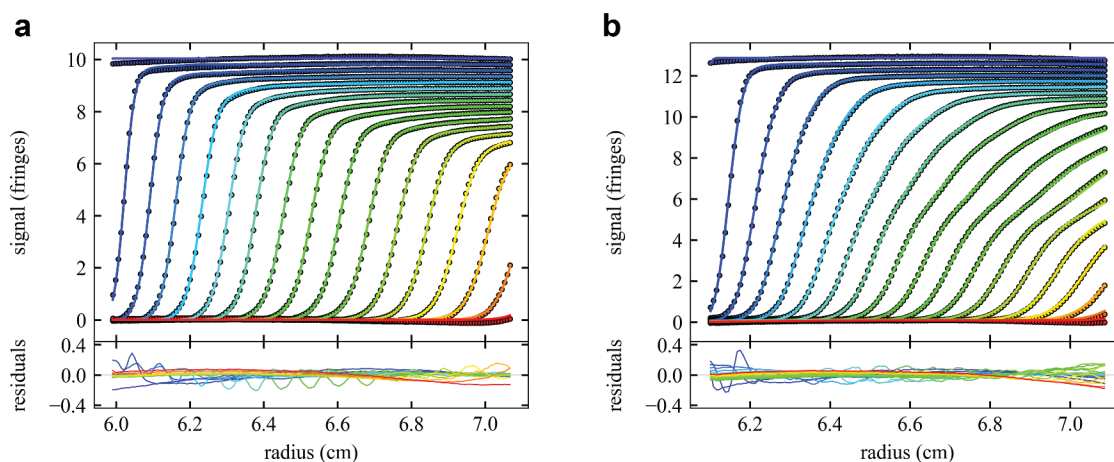 a
b
signal (fringes)
10
8
6
4
2
0
residuals
0.4
0.0
−0.4
6.0 6.2 6.4 6.6 6.8 7.0
radius (cm)
signal (fringes)
12
10
8
6
4
2
0
residuals
0.4
0.0
−0.4
6.2 6.4 6.6 6.8 7.0
radius (cm)